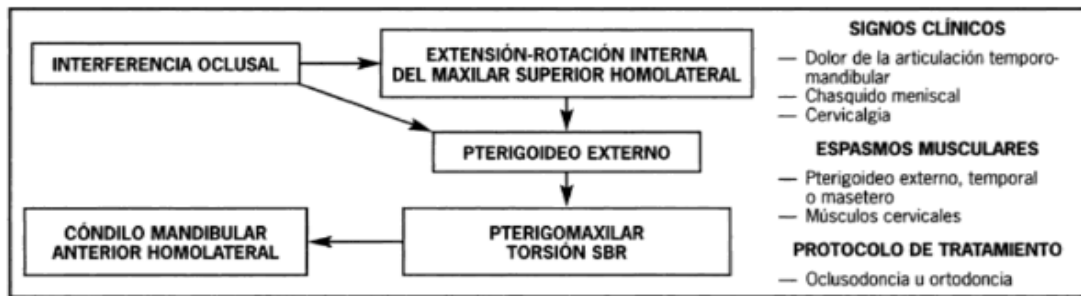 INTERFERENCIA OCLUSAL
EXTENSIÓN-ROTACIÓN INTERNA
DEL MAXILAR SUPERIOR HOMOLATERAL
PTERIGOIDEO EXTERNO
CÓNDILO MANDIBULAR
ANTERIOR HOMOLATERAL
PTERIGOMAXILAR
TORSIÓN SBR
SIGNOS CLÍNICOS
— Dolor de la articulación temporo-
mandibular
— Chasquido meniscal
— Cervicalgia
ESPASMOS MUSCULARES
— Pterigoideo externo, temporal
o masetero
— Músculos cervicales
PROTOCOLO DE TRATAMIENTO
— Oclusodoncia u ortodoncia